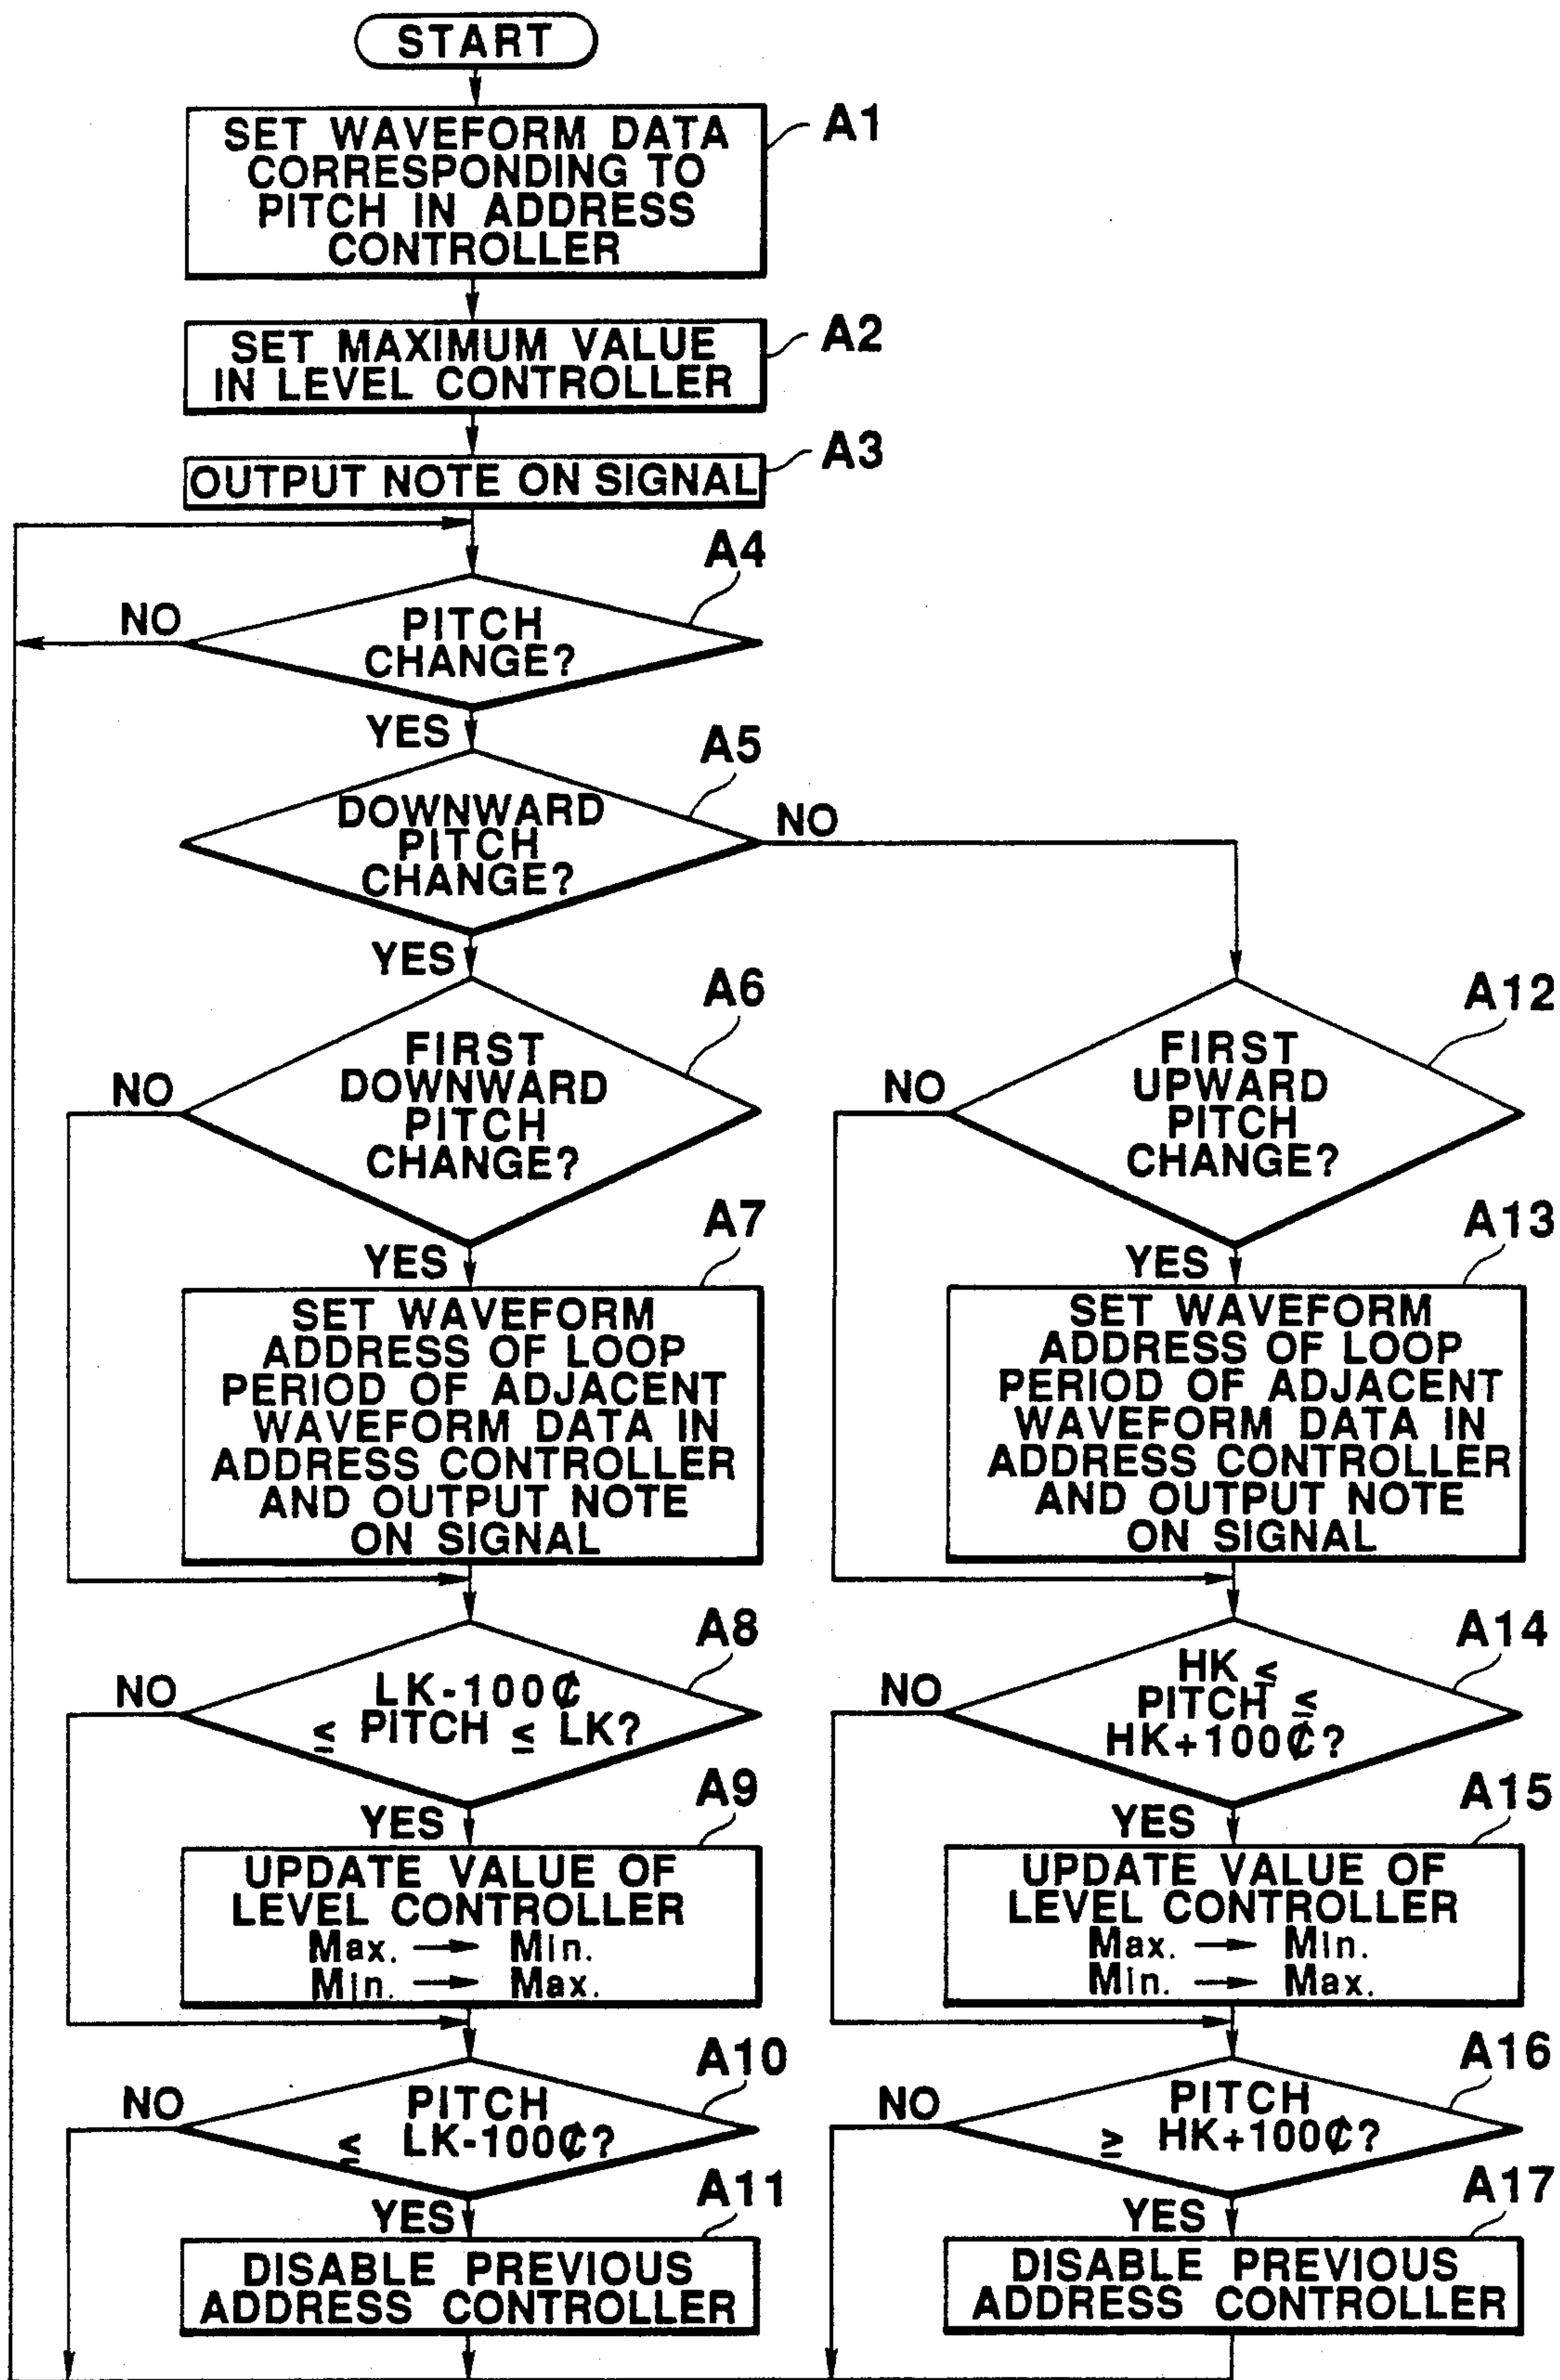 START
A1
SET WAVEFORM DATA
CORRESPONDING TO
PITCH IN ADDRESS
CONTROLLER
A2
SET MAXIMUM VALUE
IN LEVEL CONTROLLER
A3
OUTPUT NOTE ON SIGNAL
A4
NO
PITCH
CHANGE?
YES
A5
DOWNWARD
PITCH
CHANGE?
NO
YES
A6
FIRST
DOWNWARD
PITCH
CHANGE?
NO
YES
A7
SET WAVEFORM
ADDRESS OF LOOP
PERIOD OF ADJACENT
WAVEFORM DATA IN
ADDRESS CONTROLLER
AND OUTPUT NOTE
ON SIGNAL
A8
NO
LK-100¢
≤ PITCH ≤ LK?
YES
A9
UPDATE VALUE OF
LEVEL CONTROLLER
Max. → Min.
Min. → Max.
A10
NO
PITCH
≤ LK-100¢?
YES
A11
DISABLE PREVIOUS
ADDRESS CONTROLLER
A12
FIRST
UPWARD
PITCH
CHANGE?
NO
YES
A13
SET WAVEFORM
ADDRESS OF LOOP
PERIOD OF ADJACENT
WAVEFORM DATA IN
ADDRESS CONTROLLER
AND OUTPUT NOTE
ON SIGNAL
A14
NO
HK ≤
PITCH ≤
HK+100¢?
YES
A15
UPDATE VALUE OF
LEVEL CONTROLLER
Max. → Min.
Min. → Max.
A16
NO
PITCH
≥ HK+100¢?
YES
A17
DISABLE PREVIOUS
ADDRESS CONTROLLER